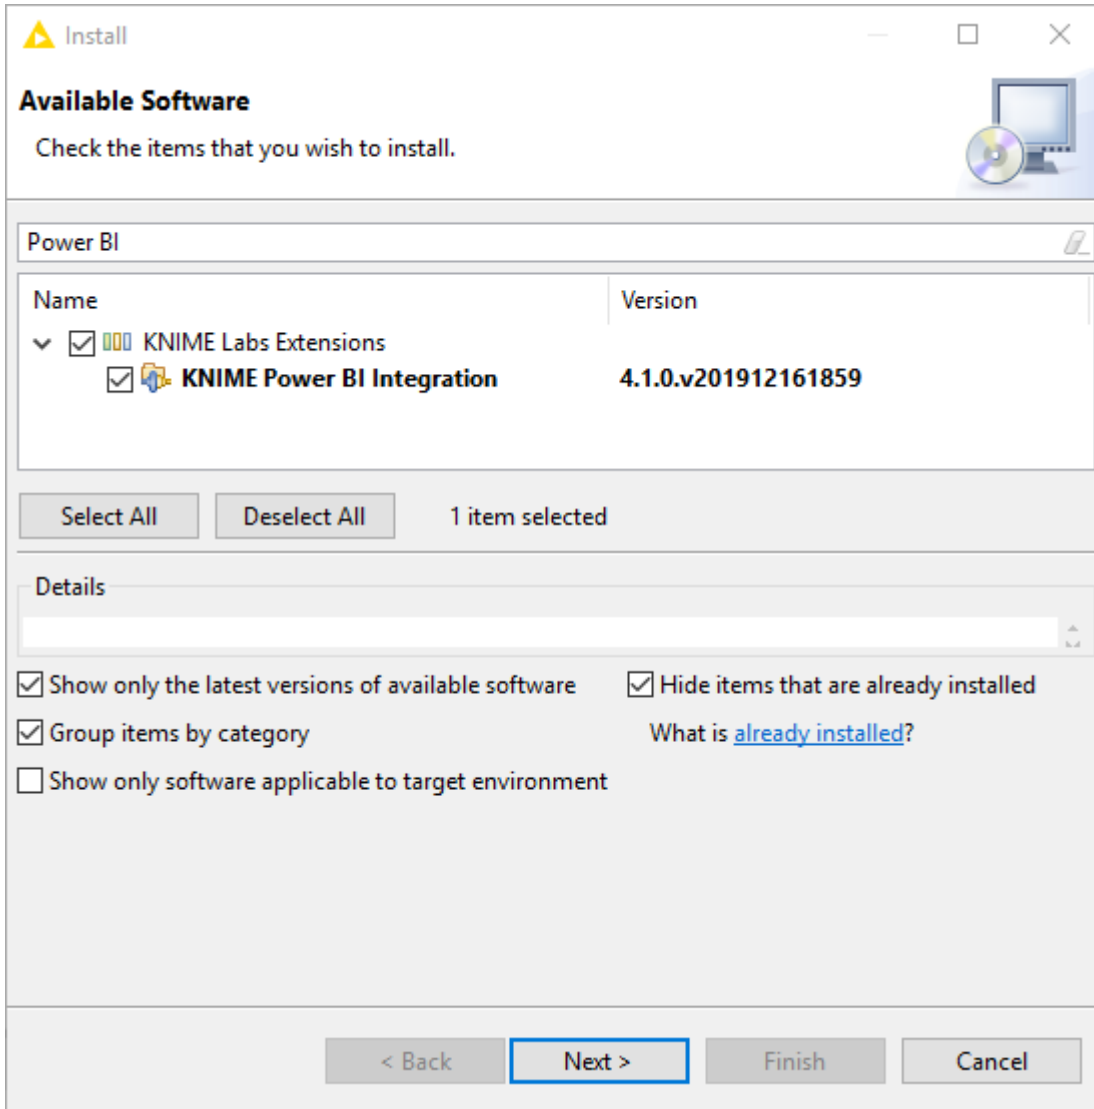 Install
Available Software
Check the items that you wish to install.
Power BI
Name Version
KNIME Labs Extensions
KNIME Power BI Integration 4.1.0.v201912161859
Select All Deselect All 1 item selected
Details
Show only the latest versions of available software Hide items that are already installed
Group items by category What is already installed?
Show only software applicable to target environment
< Back Next > Finish Cancel